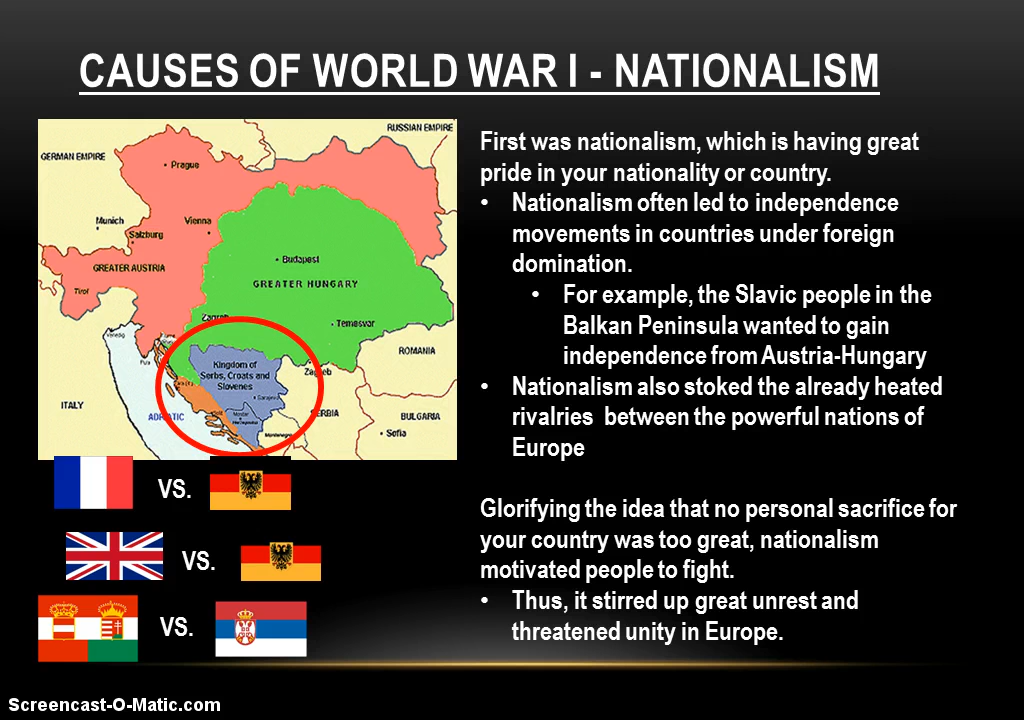 CAUSES OF WORLD WAR I - NATIONALISM
RUSSIAN EMPIRE
GERMAN EMPIRE
Prague
Munich
Vienna
Salzburg
Budapest
GREATER AUSTRIA
GREATER HUNGARY
Tirol
Zagreb
Temesvar
Venedig
ROMANIA
Kingdom of
Serbs, Croats and
Slovenes
Zagreb
Sarajevo
ITALY
ADRIATIC
Mostar
SERBIA
BULGARIA
Sofia
Montenegro
First was nationalism, which is having great
pride in your nationality or country.
• Nationalism often led to independence
movements in countries under foreign
domination.
• For example, the Slavic people in the
Balkan Peninsula wanted to gain
independence from Austria-Hungary
• Nationalism also stoked the already heated
rivalries between the powerful nations of
Europe
Glorifying the idea that no personal sacrifice for
your country was too great, nationalism
motivated people to fight.
• Thus, it stirred up great unrest and
threatened unity in Europe.
VS.
VS.
VS.
Screencast-O-Matic.com